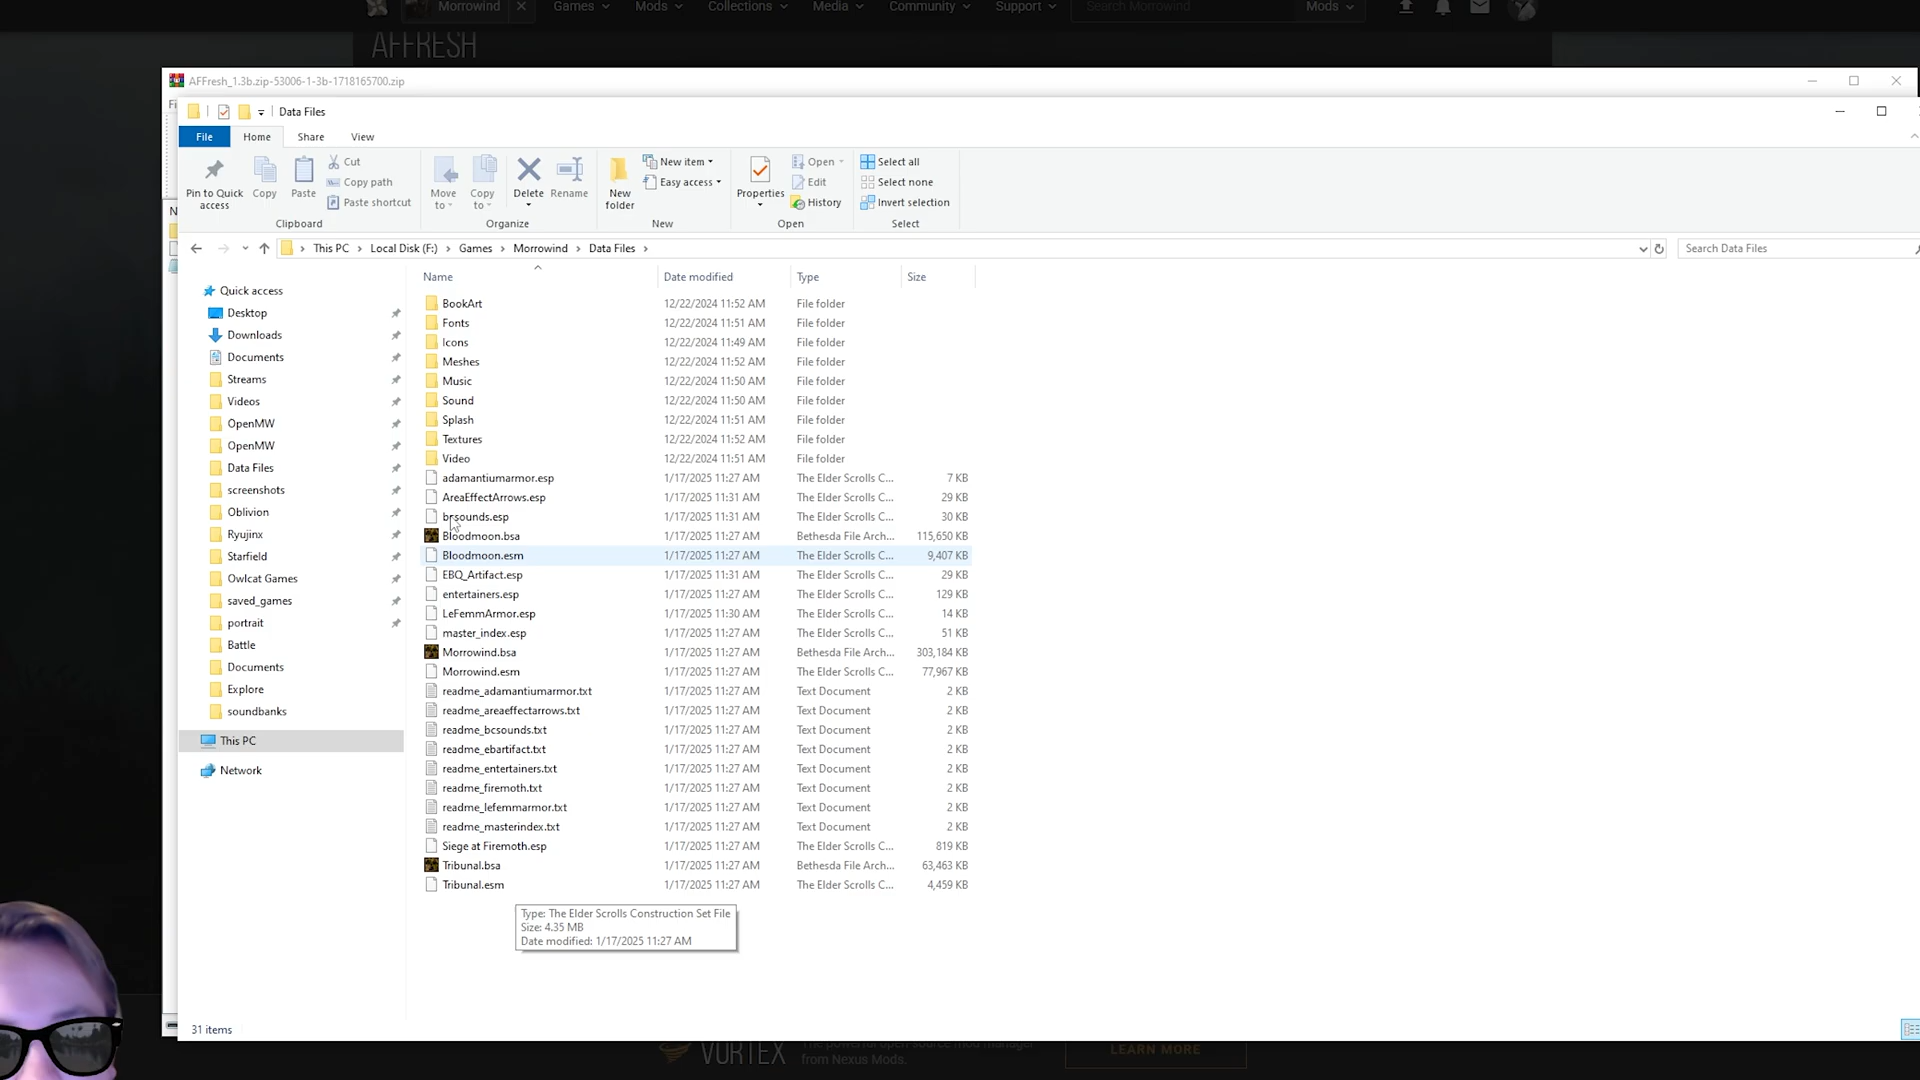 Morrowind
Games
Mods
Collections
Media
Community
Support
Search Morrowind
Mods
AFFRESH
AFFresh_1.3b.zip-53006-1-3b-1718165700.zip
Data Files
File
Home
Share
View
Pin to Quick access
Copy
Paste
Cut
Copy path
Paste shortcut
Clipboard
Move to
Copy to
Delete
Rename
Organize
New folder
New item
Easy access
New
Properties
Open
Edit
History
Open
Select all
Select none
Invert selection
Select
This PC > Local Disk (F:) > Games > Morrowind > Data Files >
Search Data Files
Quick access
Desktop
Downloads
Documents
Streams
Videos
OpenMW
OpenMW
Data Files
screenshots
Oblivion
Ryujinx
Starfield
Owlcat Games
saved_games
portrait
Battle
Documents
Explore
soundbanks
This PC
Network
Name Date modified Type Size
BookArt 12/22/2024 11:52 AM File folder
Fonts 12/22/2024 11:51 AM File folder
Icons 12/22/2024 11:49 AM File folder
Meshes 12/22/2024 11:52 AM File folder
Music 12/22/2024 11:50 AM File folder
Sound 12/22/2024 11:50 AM File folder
Splash 12/22/2024 11:51 AM File folder
Textures 12/22/2024 11:52 AM File folder
Video 12/22/2024 11:51 AM File folder
adamantiumarmor.esp 1/17/2025 11:27 AM The Elder Scrolls C... 7 KB
AreaEffectArrows.esp 1/17/2025 11:31 AM The Elder Scrolls C... 29 KB
bcsounds.esp 1/17/2025 11:31 AM The Elder Scrolls C... 30 KB
Bloodmoon.bsa 1/17/2025 11:27 AM Bethesda File Arch... 115,650 KB
Bloodmoon.esm 1/17/2025 11:27 AM The Elder Scrolls C... 9,407 KB
EBQ_Artifact.esp 1/17/2025 11:31 AM The Elder Scrolls C... 29 KB
entertainers.esp 1/17/2025 11:27 AM The Elder Scrolls C... 129 KB
LeFemmArmor.esp 1/17/2025 11:30 AM The Elder Scrolls C... 14 KB
master_index.esp 1/17/2025 11:27 AM The Elder Scrolls C... 51 KB
Morrowind.bsa 1/17/2025 11:27 AM Bethesda File Arch... 303,184 KB
Morrowind.esm 1/17/2025 11:27 AM The Elder Scrolls C... 77,967 KB
readme_adamantiumarmor.txt 1/17/2025 11:27 AM Text Document 2 KB
readme_areaeffectarrows.txt 1/17/2025 11:27 AM Text Document 2 KB
readme_bcsounds.txt 1/17/2025 11:27 AM Text Document 2 KB
readme_ebartifact.txt 1/17/2025 11:27 AM Text Document 2 KB
readme_entertainers.txt 1/17/2025 11:27 AM Text Document 2 KB
readme_firemoth.txt 1/17/2025 11:27 AM Text Document 2 KB
readme_lefemmarmor.txt 1/17/2025 11:27 AM Text Document 2 KB
readme_masterindex.txt 1/17/2025 11:27 AM Text Document 2 KB
Siege at Firemoth.esp 1/17/2025 11:27 AM The Elder Scrolls C... 819 KB
Tribunal.bsa 1/17/2025 11:27 AM Bethesda File Arch... 63,463 KB
Tribunal.esm 1/17/2025 11:27 AM The Elder Scrolls C... 4,459 KB
Type: The Elder Scrolls Construction Set File
Size: 4.35 MB
Date modified: 1/17/2025 11:27 AM
31 items
VORTEX
The powerful open-source mod manager
from Nexus Mods.
LEARN MORE